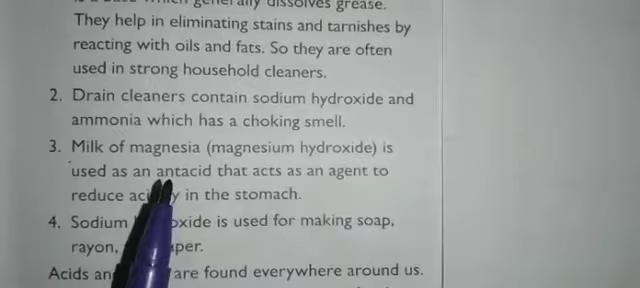 generally dissolves grease.
They help in eliminating stains and tarnishes by
reacting with oils and fats. So they are often
used in strong household cleaners.
2. Drain cleaners contain sodium hydroxide and
ammonia which has a choking smell.
3. Milk of magnesia (magnesium hydroxide) is
used as an antacid that acts as an agent to
reduce in the stomach.
4. Sodium is used for making soap,
rayon,
Acids are found everywhere around us.